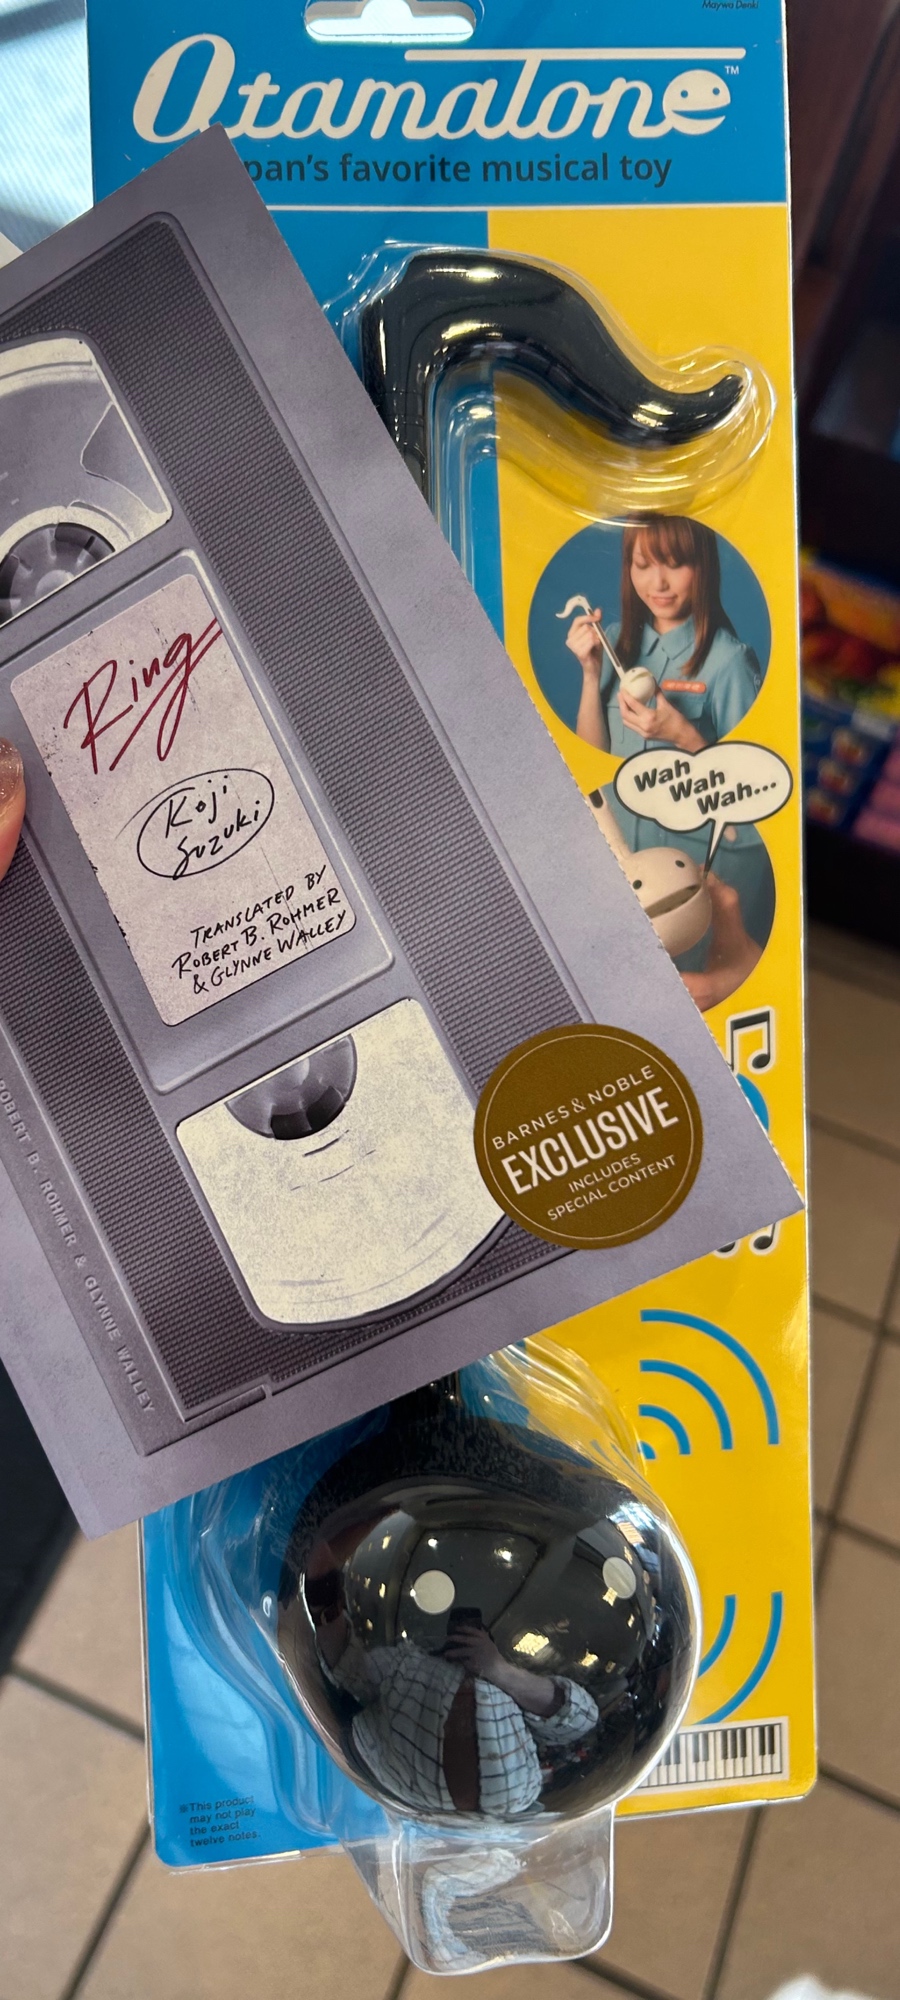 Maywa Denki
Otamatone™
pan's favorite musical toy
Ring
Koji
Suzuki
TRANSLATED BY
ROBERT B. ROHMER
& GLYNNE WALLEY
Wah
Wah
Wah...
BARNES & NOBLE
EXCLUSIVE
INCLUDES
SPECIAL CONTENT
ROBERT B. ROHMER & GLYNNE WALLEY
※This product
may not play
the exact
twelve notes.